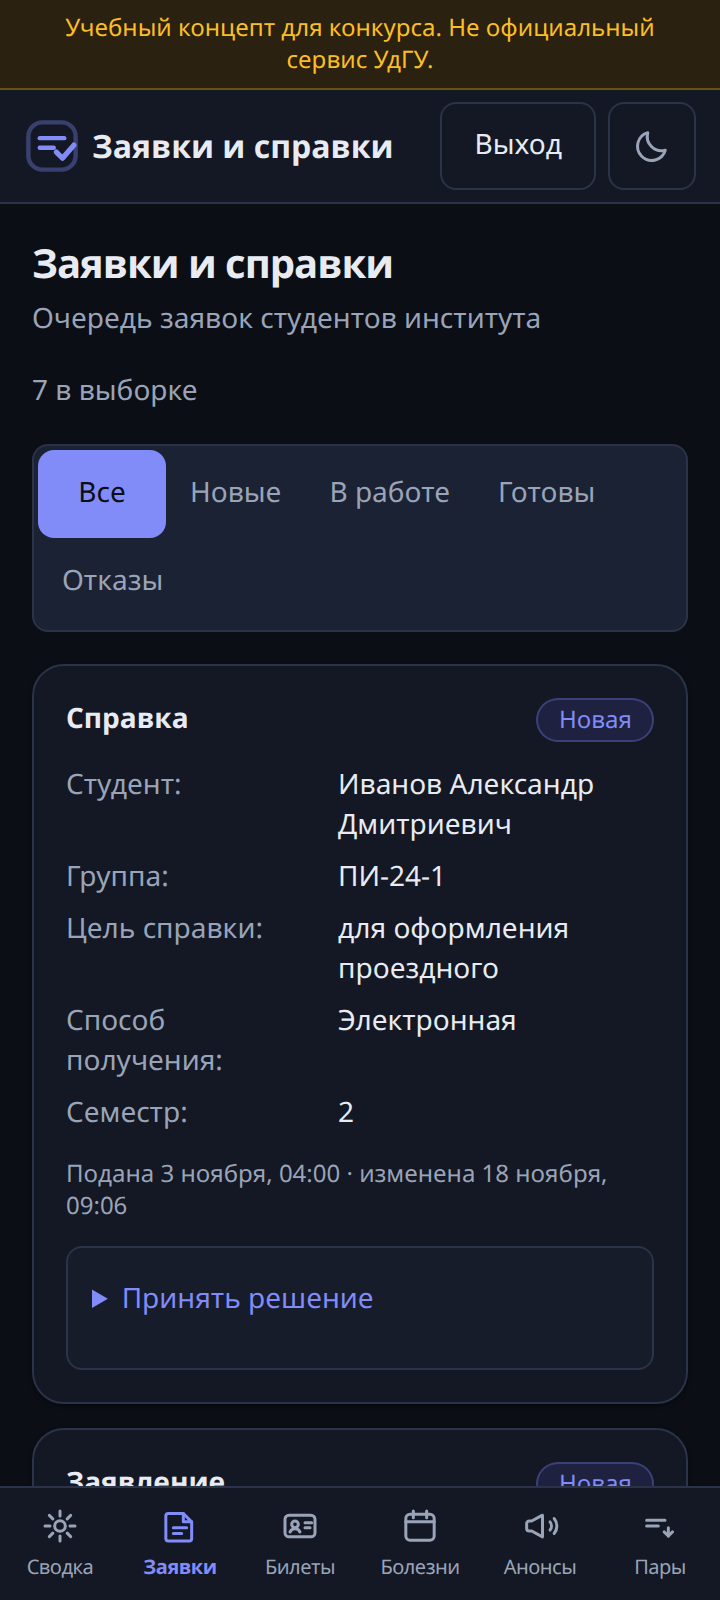 Учебный концепт для конкурса. Не официальный
сервис УдГУ.
Заявки и справки
Выход
Заявки и справки
Очередь заявок студентов института
7 в выборке
Все Новые В работе Готовы
Отказы
Справка Новая
Студент: Иванов Александр
Дмитриевич
Группа: ПИ-24-1
Цель справки: для оформления
проездного
Способ Электронная
получения:
Семестр: 2
Подана 3 ноября, 04:00 · изменена 18 ноября,
09:06
Принять решение
Заявление Новая
Сводка Заявки Билеты Болезни Анонсы Пары